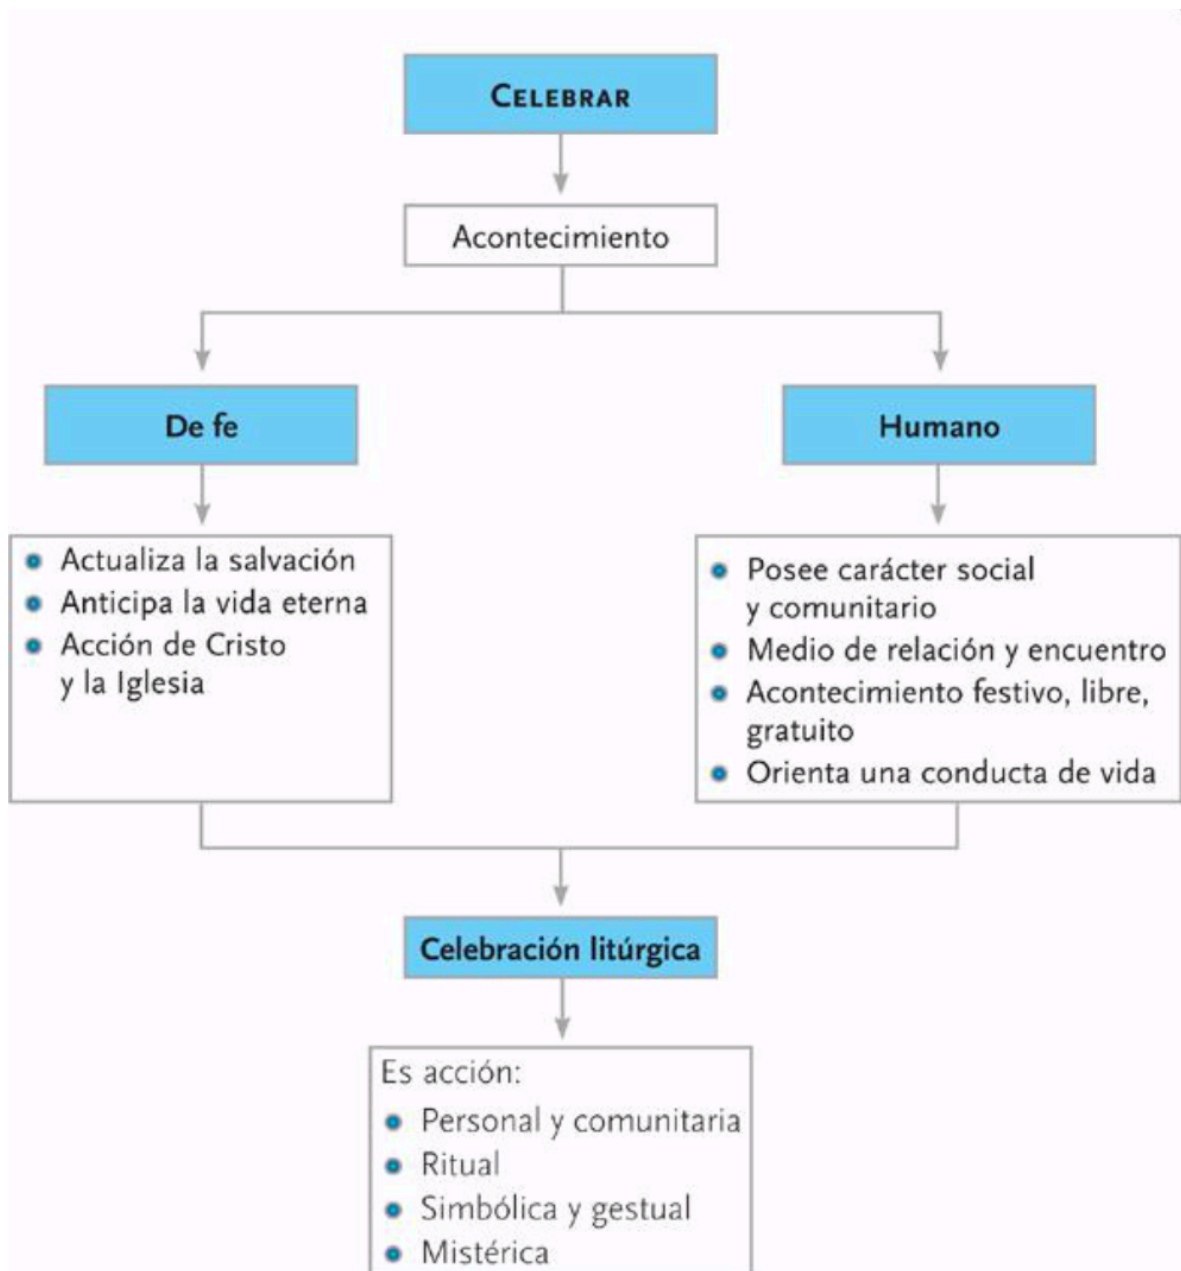 CELEBRAR
Acontecimiento
De fe
Actualiza la salvación
Anticipa la vida eterna
Acción de Cristo
y la Iglesia
Humano
Posee carácter social
y comunitario
Medio de relación y encuentro
Acontecimiento festivo, libre,
gratuito
Orienta una conducta de vida
Celebración litúrgica
Es acción:
Personal y comunitaria
Ritual
Simbólica y gestual
Mistérica